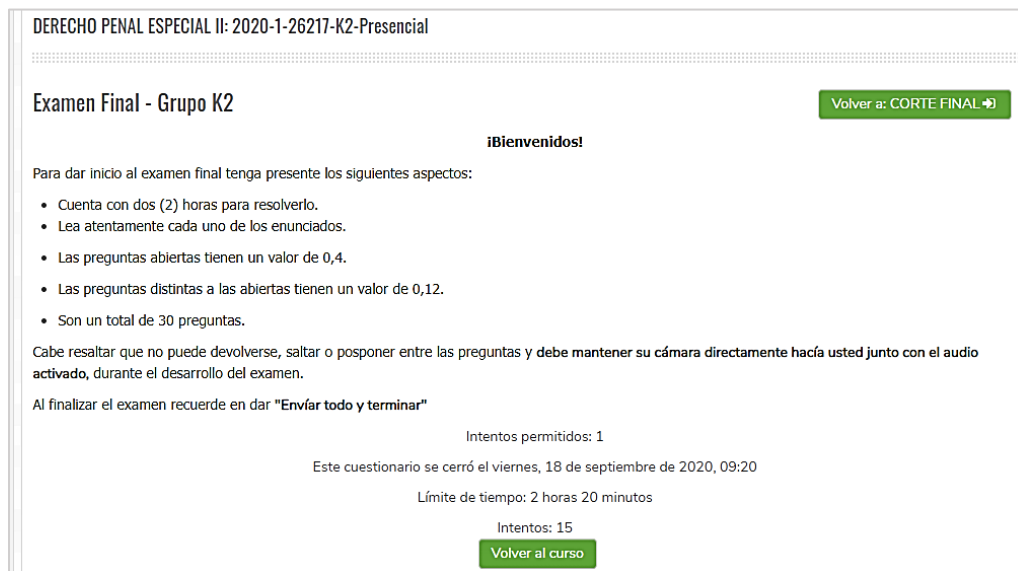 DERECHO PENAL ESPECIAL II: 2020-1-26217-K2-Presencial
Examen Final - Grupo K2
Volver a: CORTE FINAL
¡Bienvenidos!
Para dar inicio al examen final tenga presente los siguientes aspectos:
• Cuenta con dos (2) horas para resolverlo.
• Lea atentamente cada uno de los enunciados.
• Las preguntas abiertas tienen un valor de 0,4.
• Las preguntas distintas a las abiertas tienen un valor de 0,12.
• Son un total de 30 preguntas.
Cabe resaltar que no puede devolverse, saltar o posponer entre las preguntas y debe mantener su cámara directamente hacía usted junto con el audio
activado, durante el desarrollo del examen.
Al finalizar el examen recuerde en dar "Envíar todo y terminar"
Intentos permitidos: 1
Este cuestionario se cerró el viernes, 18 de septiembre de 2020, 09:20
Límite de tiempo: 2 horas 20 minutos
Intentos: 15
Volver al curso